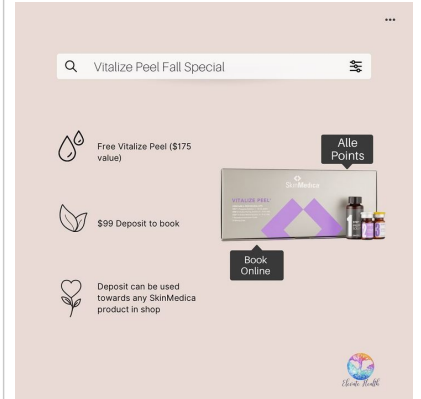 Vitalize Peel Fall Special
Free Vitalize Peel ($175
value)
Alle
Points
SkinMedica
VITALIZE PEEL
$99 Deposit to book
Book
Online
Deposit can be used
towards any SkinMedica
product in shop
Elevate Health